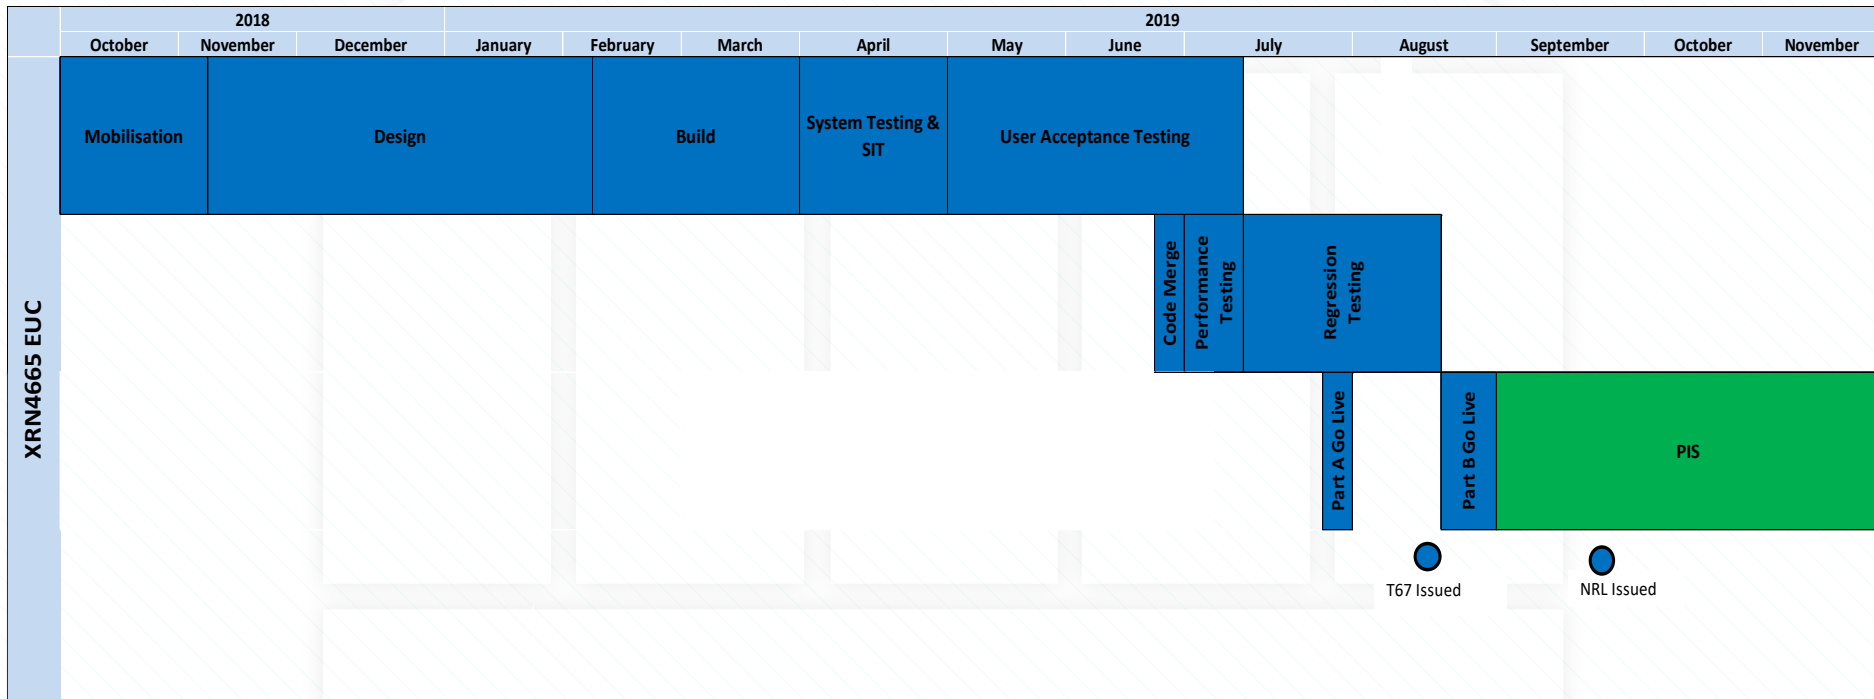 2018
2019
October
November
December
January
February
March
April
May
June
July
August
September
October
November
XRN4665 EUC
Mobilisation
Design
Build
System Testing &
SIT
User Acceptance Testing
Code Merge
Performance
Testing
Regression
Testing
Part A Go Live
Part B Go Live
PIS
T67 Issued
NRL Issued